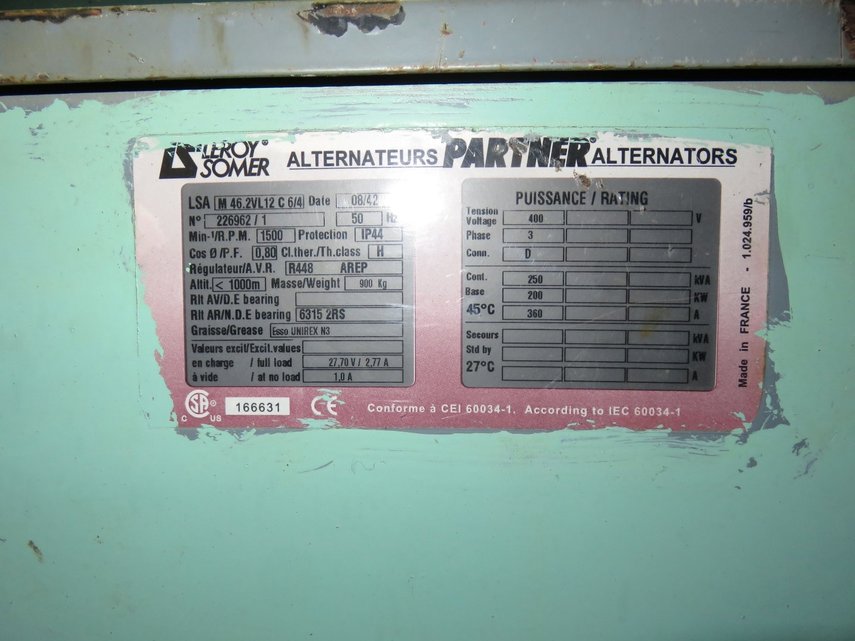 LEROY® SOMER ALTERNATEURS PARTNER® ALTERNATORS
LSA M 46.2VL12 C 6/4 Date 08/42
N° 226962 / 1 50 Hz
Min-¹/R.P.M. 1500 Protection IP44
Cos Ø /P.F. 0,80 Cl.ther./Th.class H
Régulateur/A.V.R. R448 AREP
Altit. < 1000m Masse/Weight 900 Kg
Rlt AV/D.E bearing
Rlt AR/N.D.E bearing 6315 2RS
Graisse/Grease Esso UNIREX N3
Valeurs excit/Excit.values
en charge / full load 27,70 V / 2,77 A
à vide / at no load 1,0 A
PUISSANCE / RATING
Tension
Voltage 400 V
Phase 3
Conn. D
Cont. 250 kVA
Base 200 KW
45°C 360 A
Secours kVA
Std by KW
27°C A
Made in FRANCE - 1.024.959/b
C SA® US 166631 CE Conforme à CEI 60034-1. According to IEC 60034-1